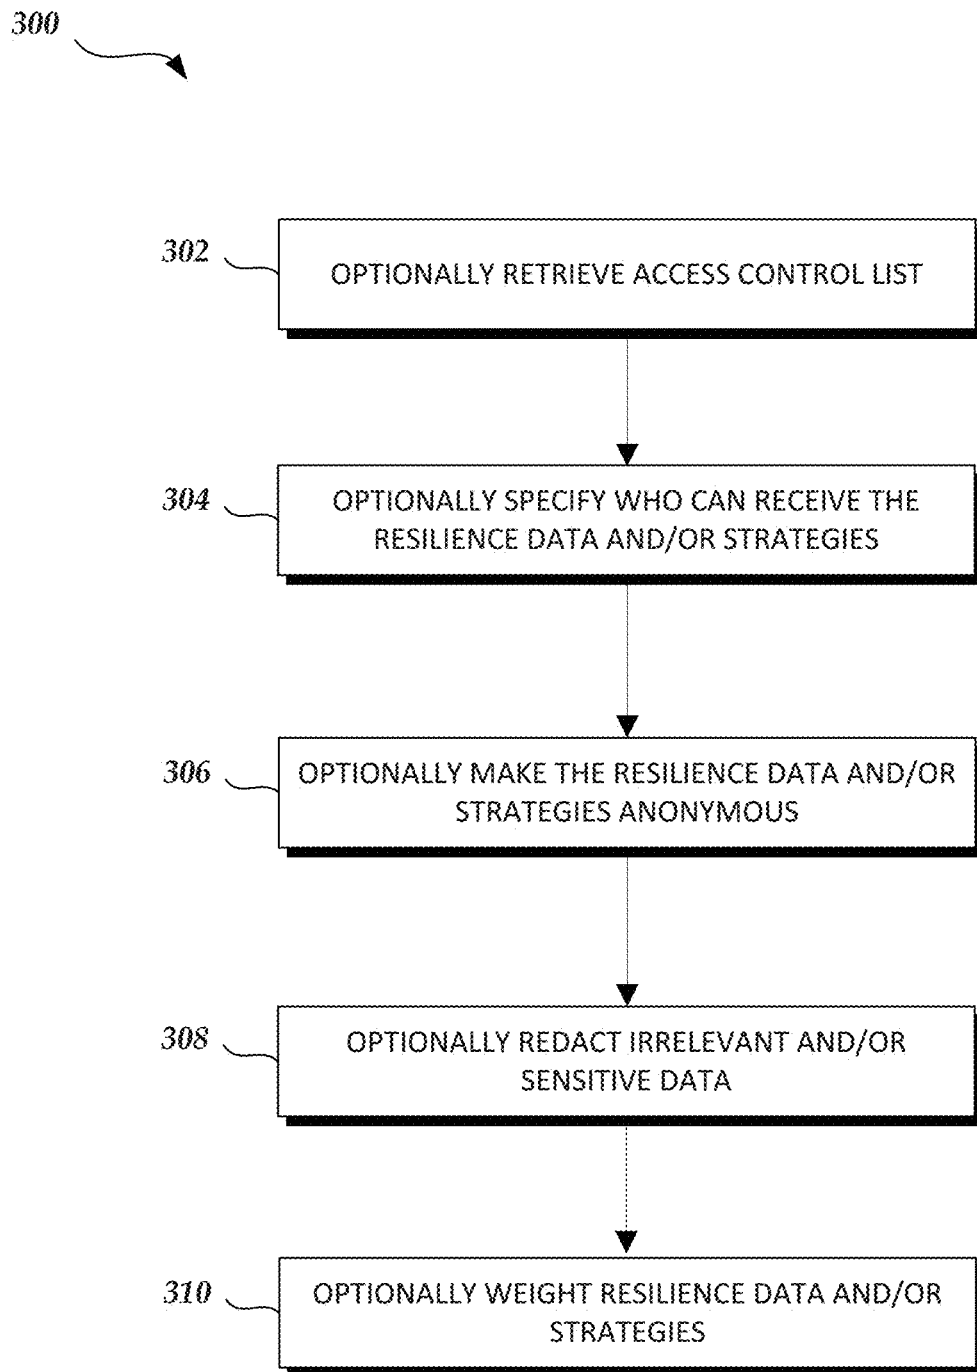 300
302
OPTIONALLY RETRIEVE ACCESS CONTROL LIST
304
OPTIONALLY SPECIFY WHO CAN RECEIVE THE
RESILIENCE DATA AND/OR STRATEGIES
306
OPTIONALLY MAKE THE RESILIENCE DATA AND/OR
STRATEGIES ANONYMOUS
308
OPTIONALLY REDACT IRRELEVANT AND/OR
SENSITIVE DATA
310
OPTIONALLY WEIGHT RESILIENCE DATA AND/OR
STRATEGIES